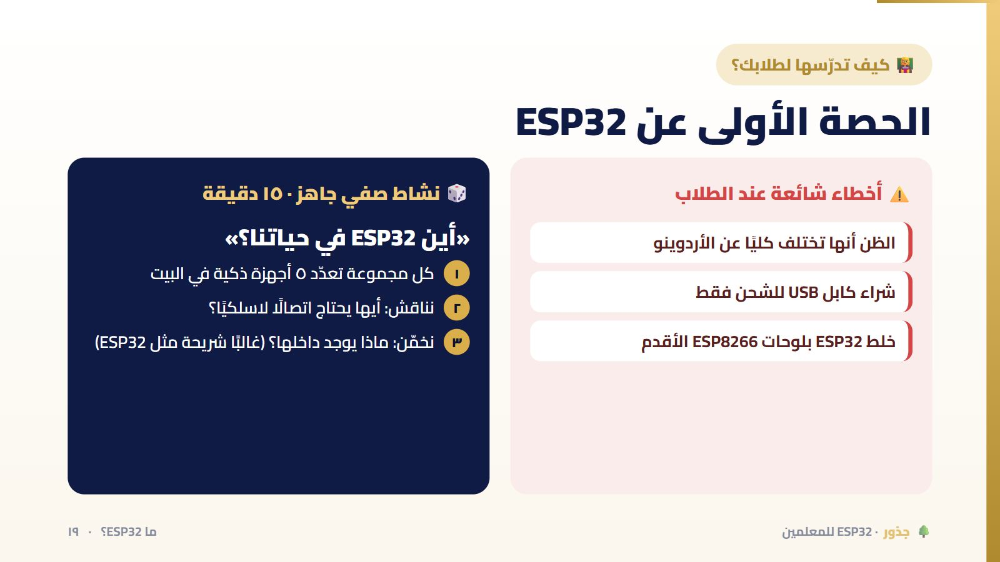 كيف تدرّسها لطلابك؟
الحصة الأولى عن ESP32
أخطاء شائعة عند الطلاب
الظن أنها تختلف كليًا عن الأردوينو
شراء كابل USB للشحن فقط
خلط ESP32 بلوحات ESP8266 الأقدم
نشاط صفي جاهز · ١٥ دقيقة
«أين ESP32 في حياتنا؟»
١ كل مجموعة تعدّد ٥ أجهزة ذكية في البيت
٢ نناقش: أيها يحتاج اتصالًا لاسلكيًا؟
٣ نخمّن: ماذا يوجد داخلها؟ (غالبًا شريحة مثل ESP32)
جذور · ESP32 للمعلمين
ما ESP32؟ · ١٩